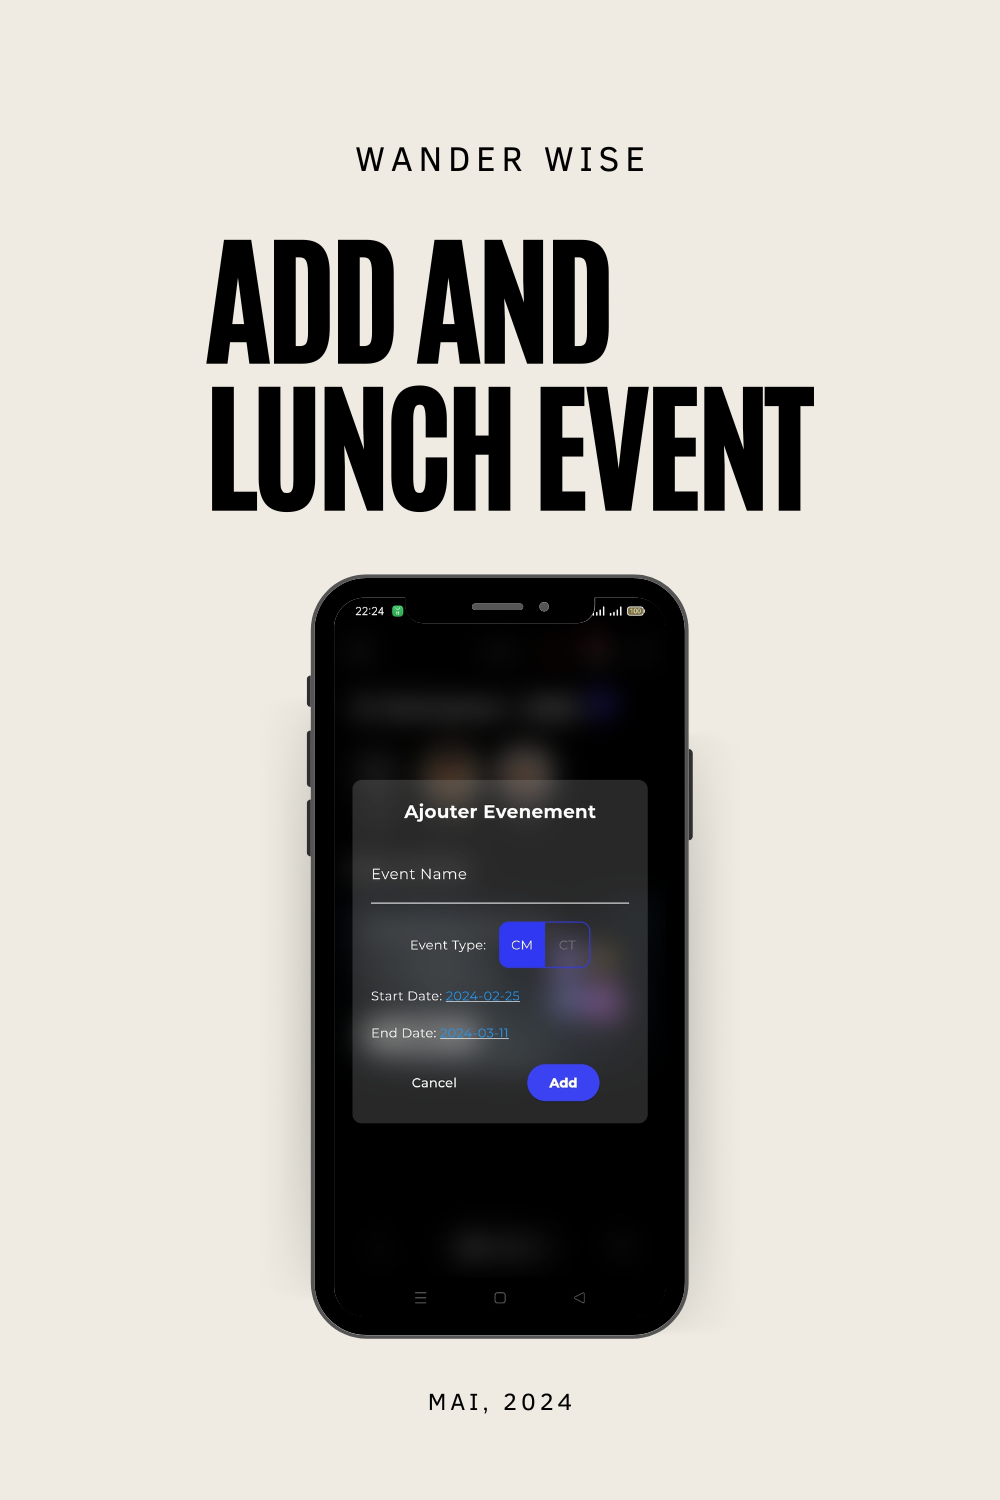 WANDER WISE
ADD AND
LUNCH EVENT
22:24
100
Ajouter Evenement
Event Name
Event Type: CM CT
Start Date: 2024-02-25
End Date: 2024-03-11
Cancel Add
MAI, 2024